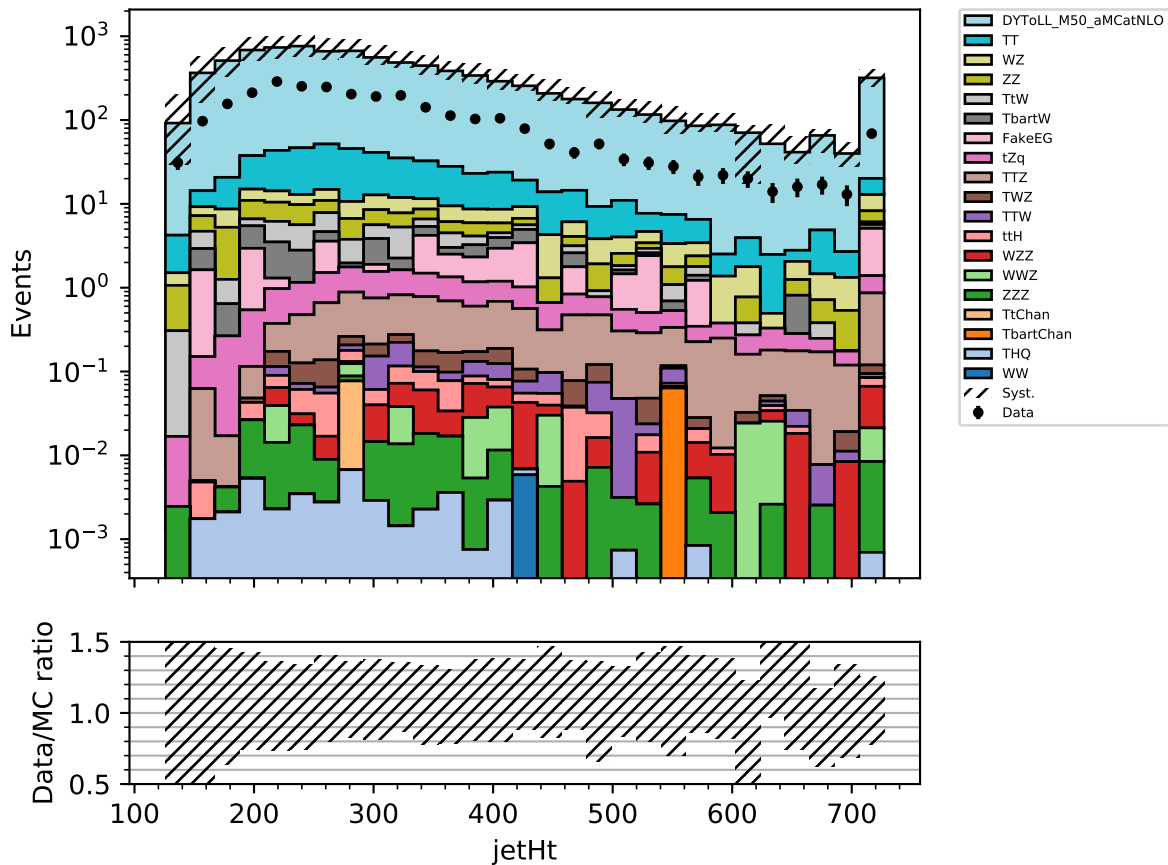 10³
10²
10¹
10⁰
10⁻¹
10⁻²
10⁻³
Events
DYToLL_M50_aMCatNLO
TT
WZ
ZZ
TtW
TbartW
FakeEG
tZq
TTZ
TWZ
TTW
ttH
WZZ
WWZ
ZZZ
TtChan
TbartChan
THQ
WW
Syst.
Data
1.5
1.0
0.5
Data/MC ratio
100 200 300 400 500 600 700
jetHt